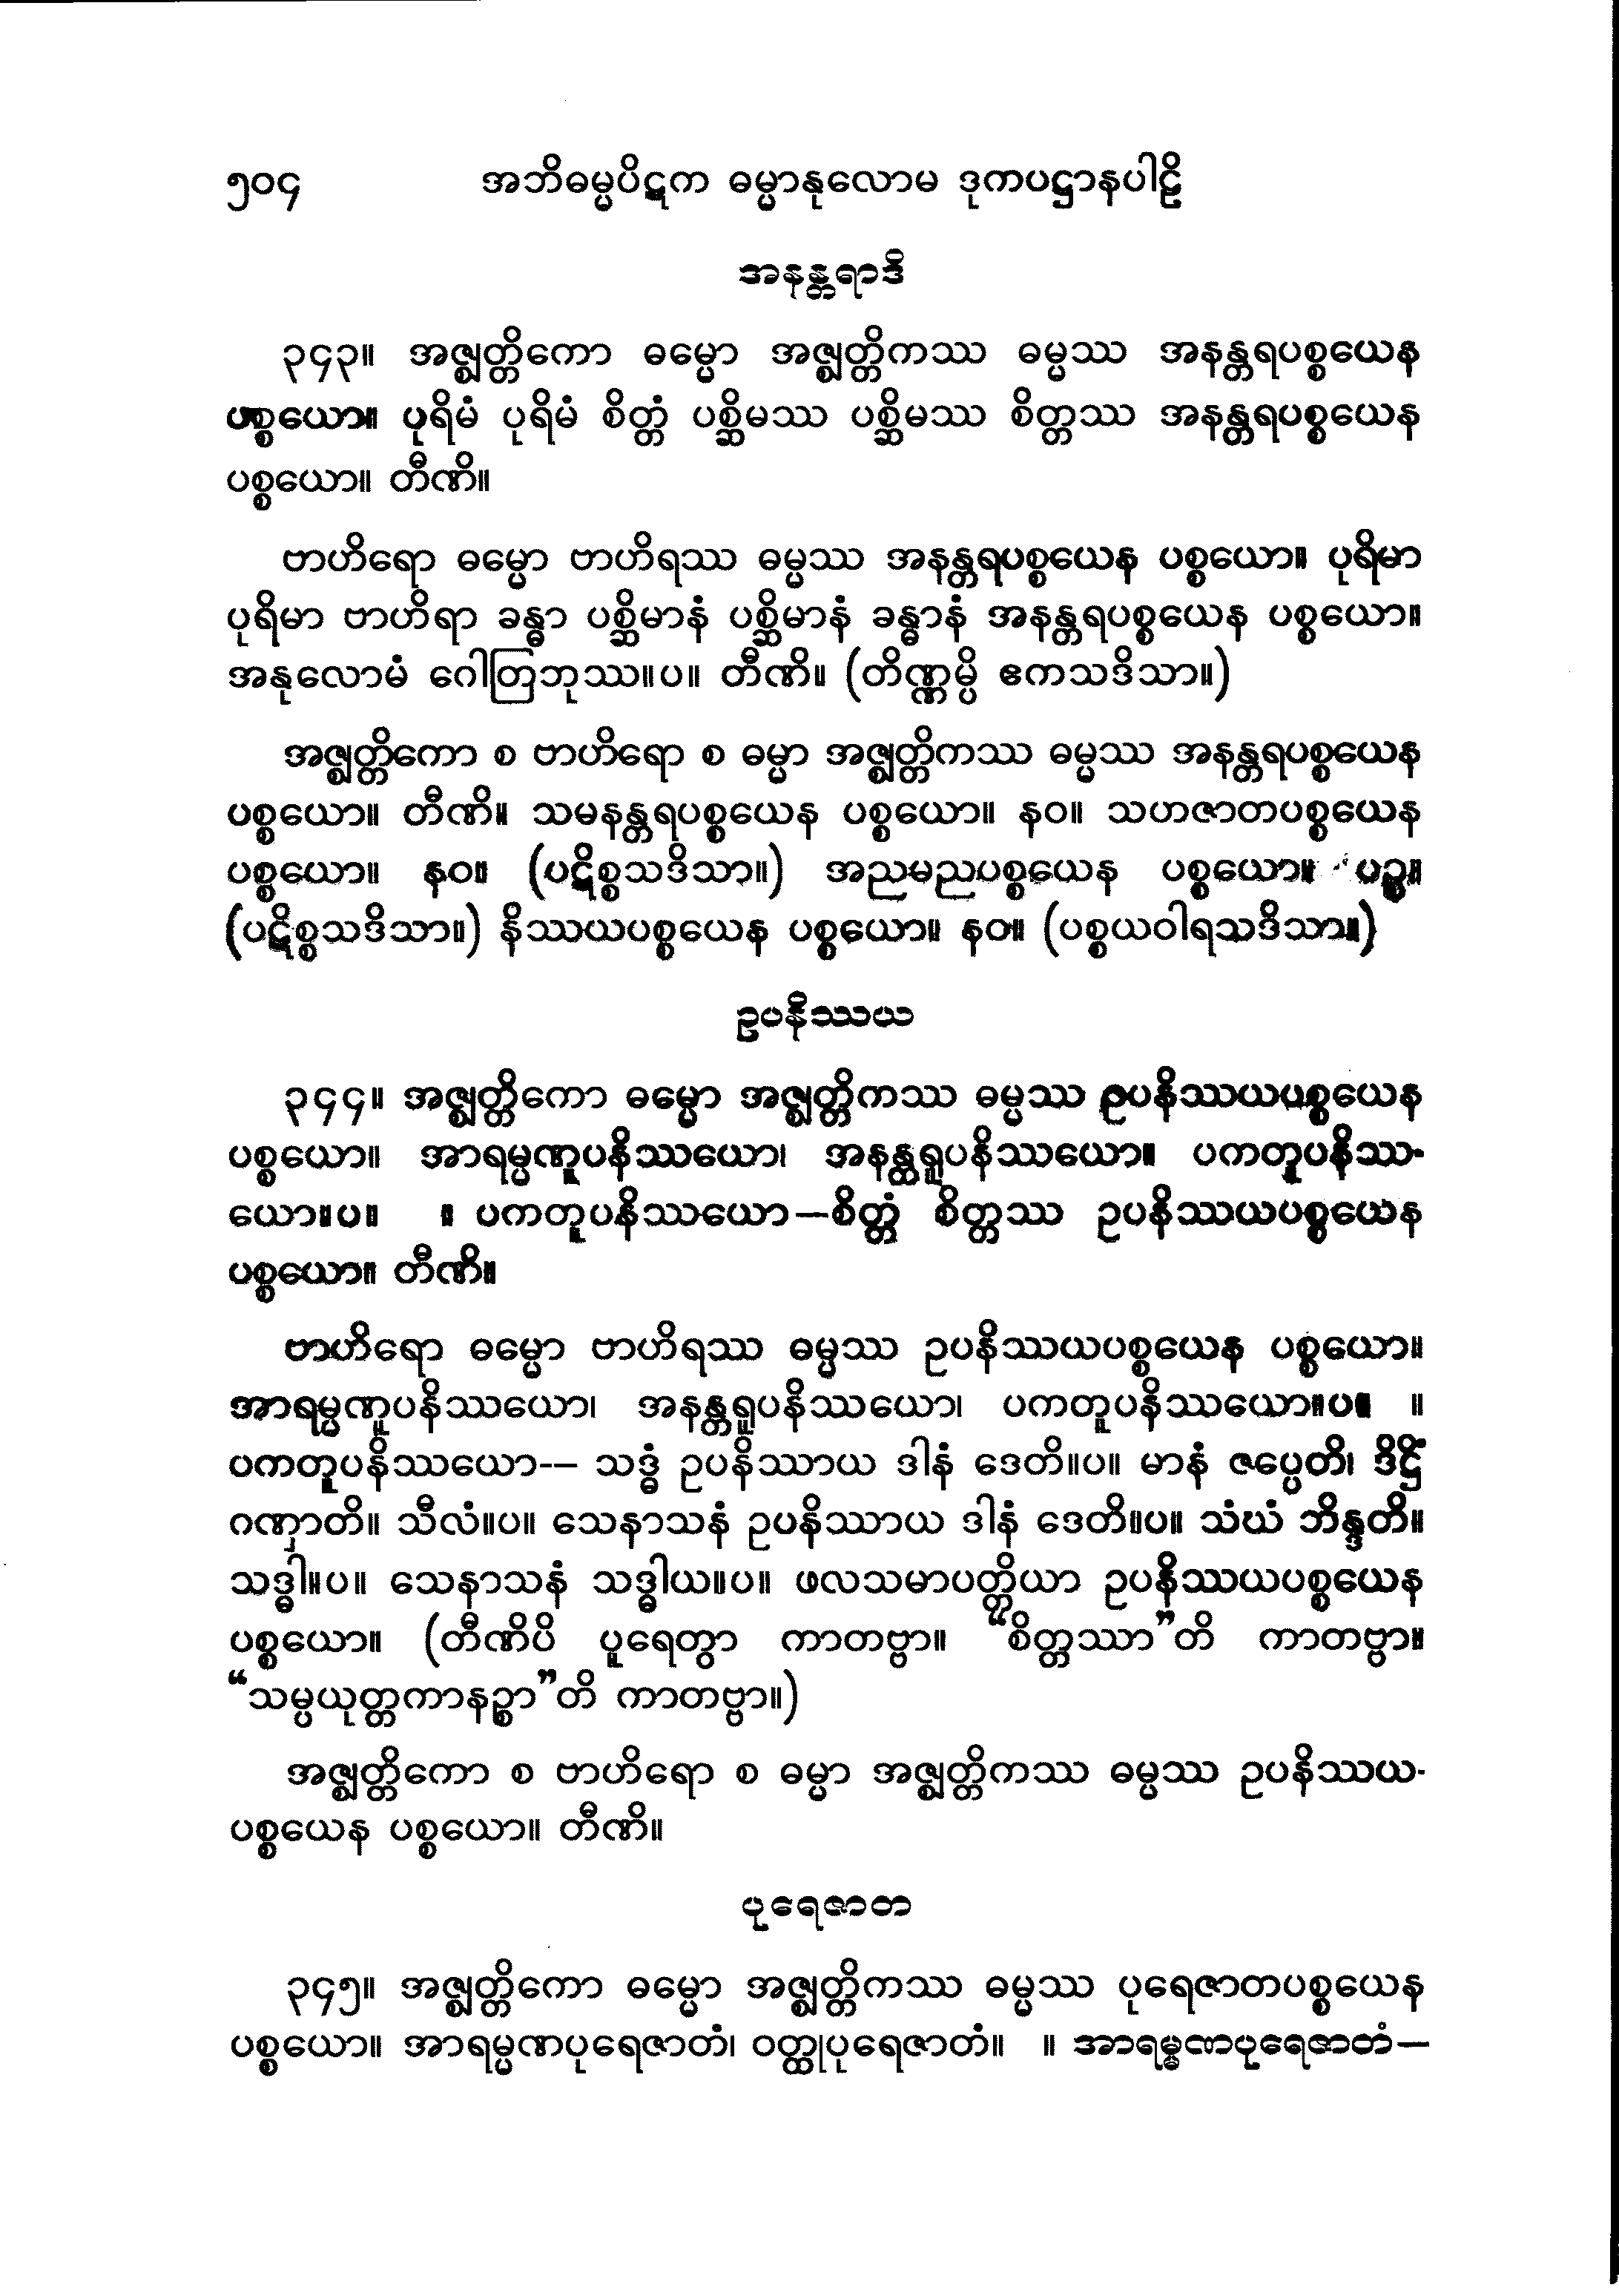 ၅၀၄ အဘိဓမ္မပိဋက ဓမ္မာနုလောမ ဒုကပဋ္ဌာနပါဠိ
အနန္တရာဒိ
၃၄၃။ အဇ္ဈတ္တိကော ဓမ္မော အဇ္ဈတ္တိကဿ ဓမ္မဿ အနန္တရပစ္စယေန
ပစ္စယော။ ပုရိမံ ပုရိမံ စိတ္တံ ပစ္ဆိမဿ ပစ္ဆိမဿ စိတ္တဿ အနန္တရပစ္စယေန
ပစ္စယော။ တီဏိ။
ဗာဟိရော ဓမ္မော ဗာဟိရဿ ဓမ္မဿ အနန္တရပစ္စယေန ပစ္စယော။ ပုရိမာ
ပုရိမာ ဗာဟိရာ ခန္ဓာ ပစ္ဆိမာနံ ပစ္ဆိမာနံ ခန္ဓာနံ အနန္တရပစ္စယေန ပစ္စယော။
အနုလောမံ ဂေါတြဘုဿ။ပ။ တီဏိ။ (တိဏ္ဏမ္ပိ ဧကသဒိသာ။)
အဇ္ဈတ္တိကော စ ဗာဟိရော စ ဓမ္မာ အဇ္ဈတ္တိကဿ ဓမ္မဿ အနန္တရပစ္စယေန
ပစ္စယော။ တီဏိ။ သမနန္တရပစ္စယေန ပစ္စယော။ နဝ။ သဟဇာတပစ္စယေန
ပစ္စယော။ နဝ။ (ပဋိစ္စသဒိသာ။) အညမညပစ္စယေန ပစ္စယော။ ပဉ္စ။
(ပဋိစ္စသဒိသာ။) နိဿယပစ္စယေန ပစ္စယော။ နဝ။ (ပစ္စယဝါရသဒိသာ။)
ဥပနိဿယ
၃၄၄။ အဇ္ဈတ္တိကော ဓမ္မော အဇ္ဈတ္တိကဿ ဓမ္မဿ ဥပနိဿယပစ္စယေန
ပစ္စယော။ အာရမ္မဏူပနိဿယော၊ အနန္တရူပနိဿယော။ ပကတူပနိဿ-
ယော။ပ။ ။ ပကတူပနိဿယော—စိတ္တံ စိတ္တဿ ဥပနိဿယပစ္စယေန
ပစ္စယော။ တီဏိ။
ဗာဟိရော ဓမ္မော ဗာဟိရဿ ဓမ္မဿ ဥပနိဿယပစ္စယေန ပစ္စယော။
အာရမ္မဏူပနိဿယော၊ အနန္တရူပနိဿယော၊ ပကတူပနိဿယော။ပ။ ။
ပကတူပနိဿယော-- သဒ္ဓံ ဥပနိဿာယ ဒါနံ ဒေတိ။ပ။ မာနံ ဇပ္ပေတိ၊ ဒိဋ္ဌိံ
ဂဏှာတိ။ သီလံ။ပ။ သေနာသနံ ဥပနိဿာယ ဒါနံ ဒေတိ။ပ။ သံဃံ ဘိန္ဒတိ။
သဒ္ဓါ။ပ။ သေနာသနံ သဒ္ဓါယ။ပ။ ဖလသမာပတ္တိယာ ဥပနိဿယပစ္စယေန
ပစ္စယော။ (တီဏိပိ ပူရေတွာ ကာတဗ္ဗာ။ “စိတ္တဿာ”တိ ကာတဗ္ဗာ။
“သမ္ပယုတ္တကာနဉ္စာ”တိ ကာတဗ္ဗာ။)
အဇ္ဈတ္တိကော စ ဗာဟိရော စ ဓမ္မာ အဇ္ဈတ္တိကဿ ဓမ္မဿ ဥပနိဿယ-
ပစ္စယေန ပစ္စယော။ တီဏိ။
ပုရေဇာတ
၃၄၅။ အဇ္ဈတ္တိကော ဓမ္မော အဇ္ဈတ္တိကဿ ဓမ္မဿ ပုရေဇာတပစ္စယေန
ပစ္စယော။ အာရမ္မဏပုရေဇာတံ၊ ဝတ္ထုပုရေဇာတံ။ ။ အာရမ္မဏပုရေဇာတံ—